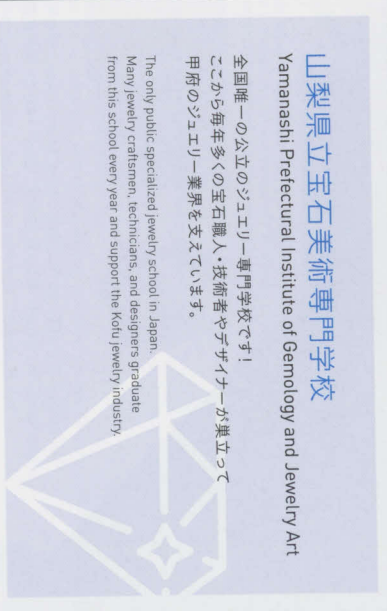 山梨県立宝石美術専門学校
Yamanashi Prefectural Institute of Gemology and Jewelry Art
全国唯一の公立のジュエリー専門学校です！
ここから毎年多くの宝石職人・技術者やデザイナーが巣立って
甲府のジュエリー業界を支えています。
The only public specialized jewelry school in Japan.
Many jewelry craftsmen, technicians, and designers graduate
from this school every year and support the Kofu jewelry industry.